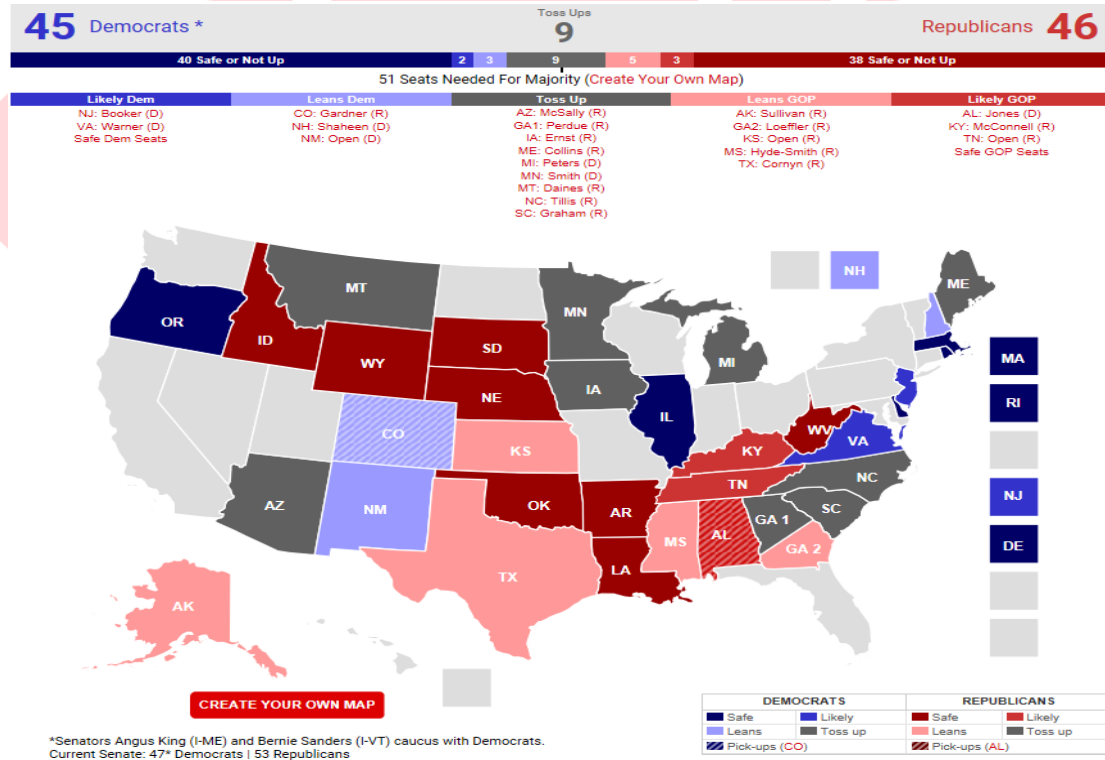 Toss Ups
45 Democrats * 9 Republicans 46
40 Safe or Not Up 2 3 9 5 3 38 Safe or Not Up
51 Seats Needed For Majority (Create Your Own Map)
Likely Dem Leans Dem Toss Up Leans GOP Likely GOP
NJ: Booker (D) CO: Gardner (R) AZ: McSally (R) AK: Sullivan (R) AL: Jones (D)
VA: Warner (D) NH: Shaheen (D) GA1: Perdue (R) GA2: Loeffler (R) KY: McConnell (R)
Safe Dem Seats NM: Open (D) IA: Ernst (R) KS: Open (R) TN: Open (R)
ME: Collins (R) MS: Hyde-Smith (R) Safe GOP Seats
MI: Peters (D) TX: Cornyn (R)
MN: Smith (D)
MT: Daines (R)
NC: Tillis (R)
SC: Graham (R)
NH
ME
MT
MN
OR
ID
SD
WY
MI
MA
NE
IA
RI
IL
CO
KS
WV
VA
KY
NC
TN
NJ
AZ
NM
OK
AR
SC
GA 1
AL
MS
GA 2
DE
TX
LA
AK
CREATE YOUR OWN MAP
DEMOCRATS REPUBLICANS
Safe Likely Safe Likely
Leans Toss up Leans Toss up
Pick-ups (CO) Pick-ups (AL)
*Senators Angus King (I-ME) and Bernie Sanders (I-VT) caucus with Democrats.
Current Senate: 47* Democrats | 53 Republicans